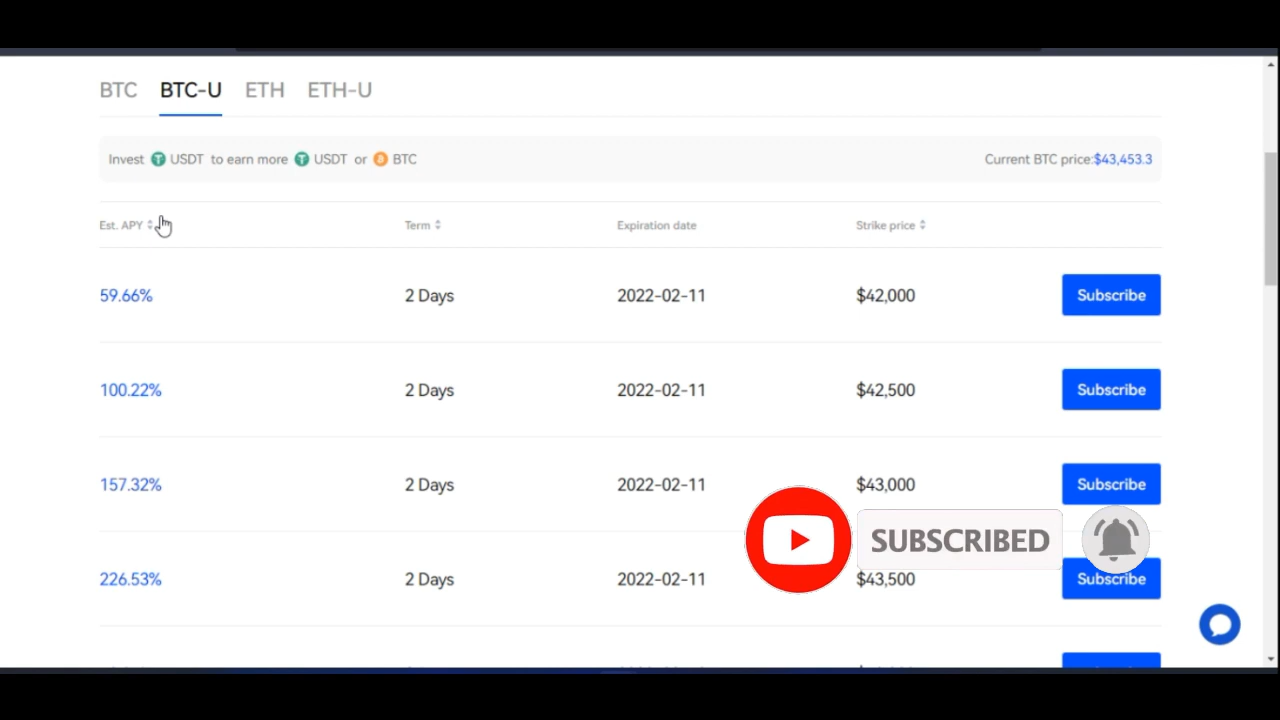 BTC BTC-U ETH ETH-U
Invest USDT to earn more USDT or BTC Current BTC price:$43,453.3
Est. APY Term Expiration date Strike price
59.66% 2 Days 2022-02-11 $42,000 Subscribe
100.22% 2 Days 2022-02-11 $42,500 Subscribe
157.32% 2 Days 2022-02-11 $43,000 Subscribe
SUBSCRIBED
226.53% 2 Days 2022-02-11 $43,500 Subscribe